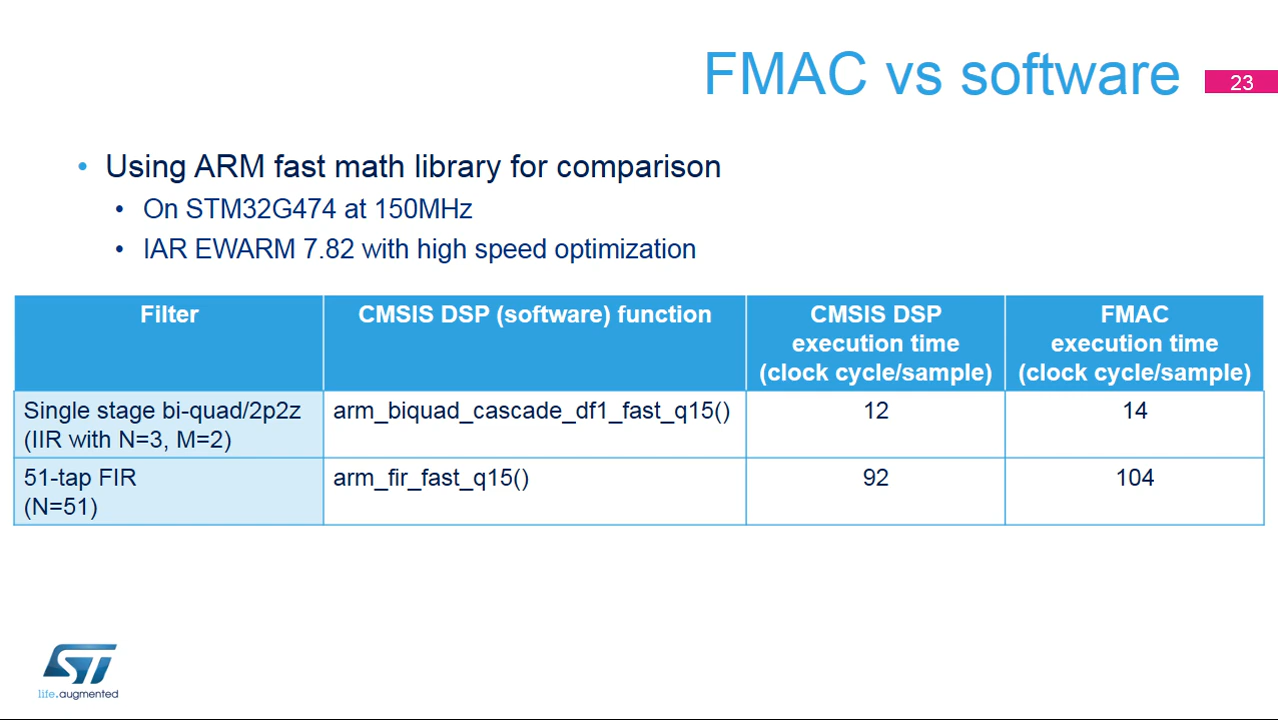 FMAC vs software
23
• Using ARM fast math library for comparison
• On STM32G474 at 150MHz
• IAR EWARM 7.82 with high speed optimization
Filter
CMSIS DSP (software) function
CMSIS DSP
execution time
(clock cycle/sample)
FMAC
execution time
(clock cycle/sample)
Single stage bi-quad/2p2z
(IIR with N=3, M=2)
arm_biquad_cascade_df1_fast_q15()
12
14
51-tap FIR
(N=51)
arm_fir_fast_q15()
92
104
ST
life.augmented